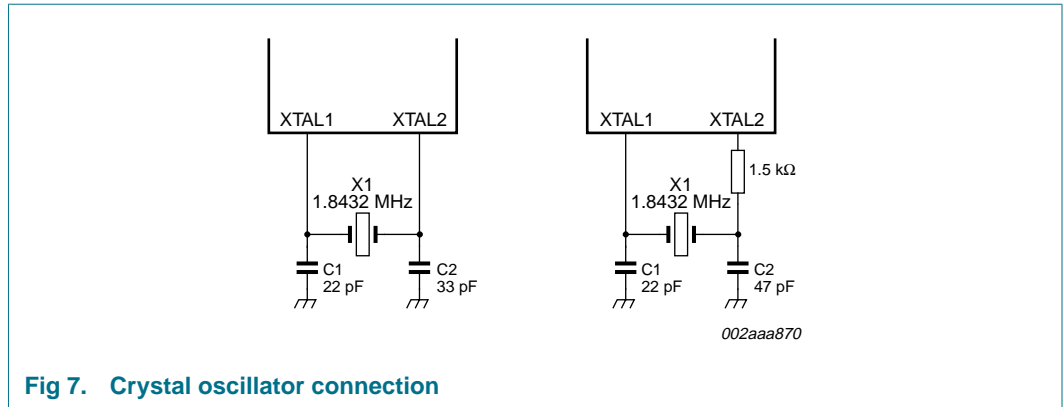 XTAL1 XTAL2
X1
1.8432 MHz
C1
22 pF
C2
33 pF
XTAL1 XTAL2
1.5 kΩ
X1
1.8432 MHz
C1
22 pF
C2
47 pF
002aaa870
Fig 7. Crystal oscillator connection